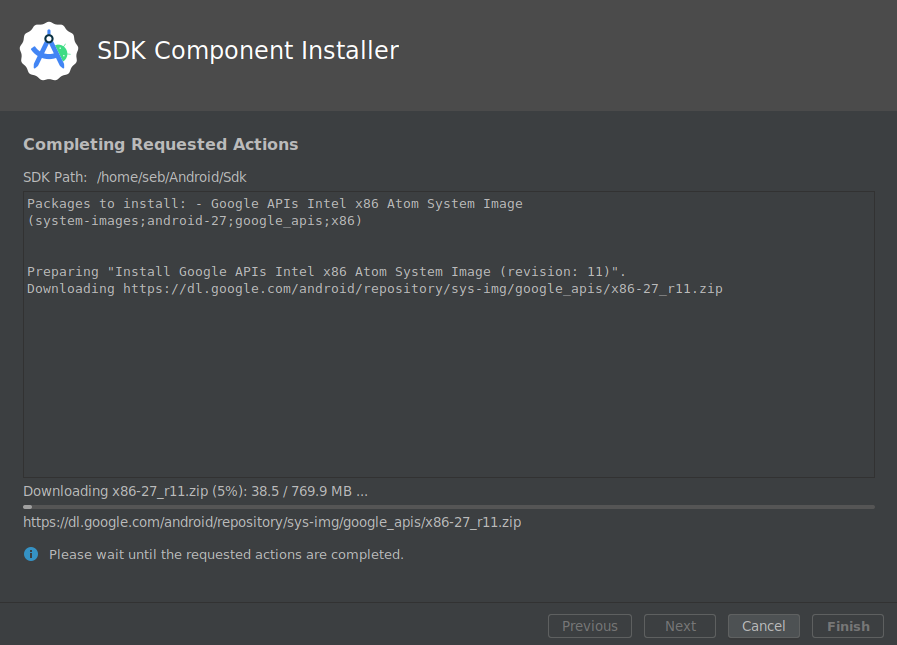 SDK Component Installer
Completing Requested Actions
SDK Path: /home/seb/Android/Sdk
Packages to install: - Google APIs Intel x86 Atom System Image
(system-images;android-27;google_apis;x86)
Preparing "Install Google APIs Intel x86 Atom System Image (revision: 11)".
Downloading https://dl.google.com/android/repository/sys-img/google_apis/x86-27_r11.zip
Downloading x86-27_r11.zip (5%): 38.5 / 769.9 MB ...
https://dl.google.com/android/repository/sys-img/google_apis/x86-27_r11.zip
Please wait until the requested actions are completed.
Previous Next Cancel Finish